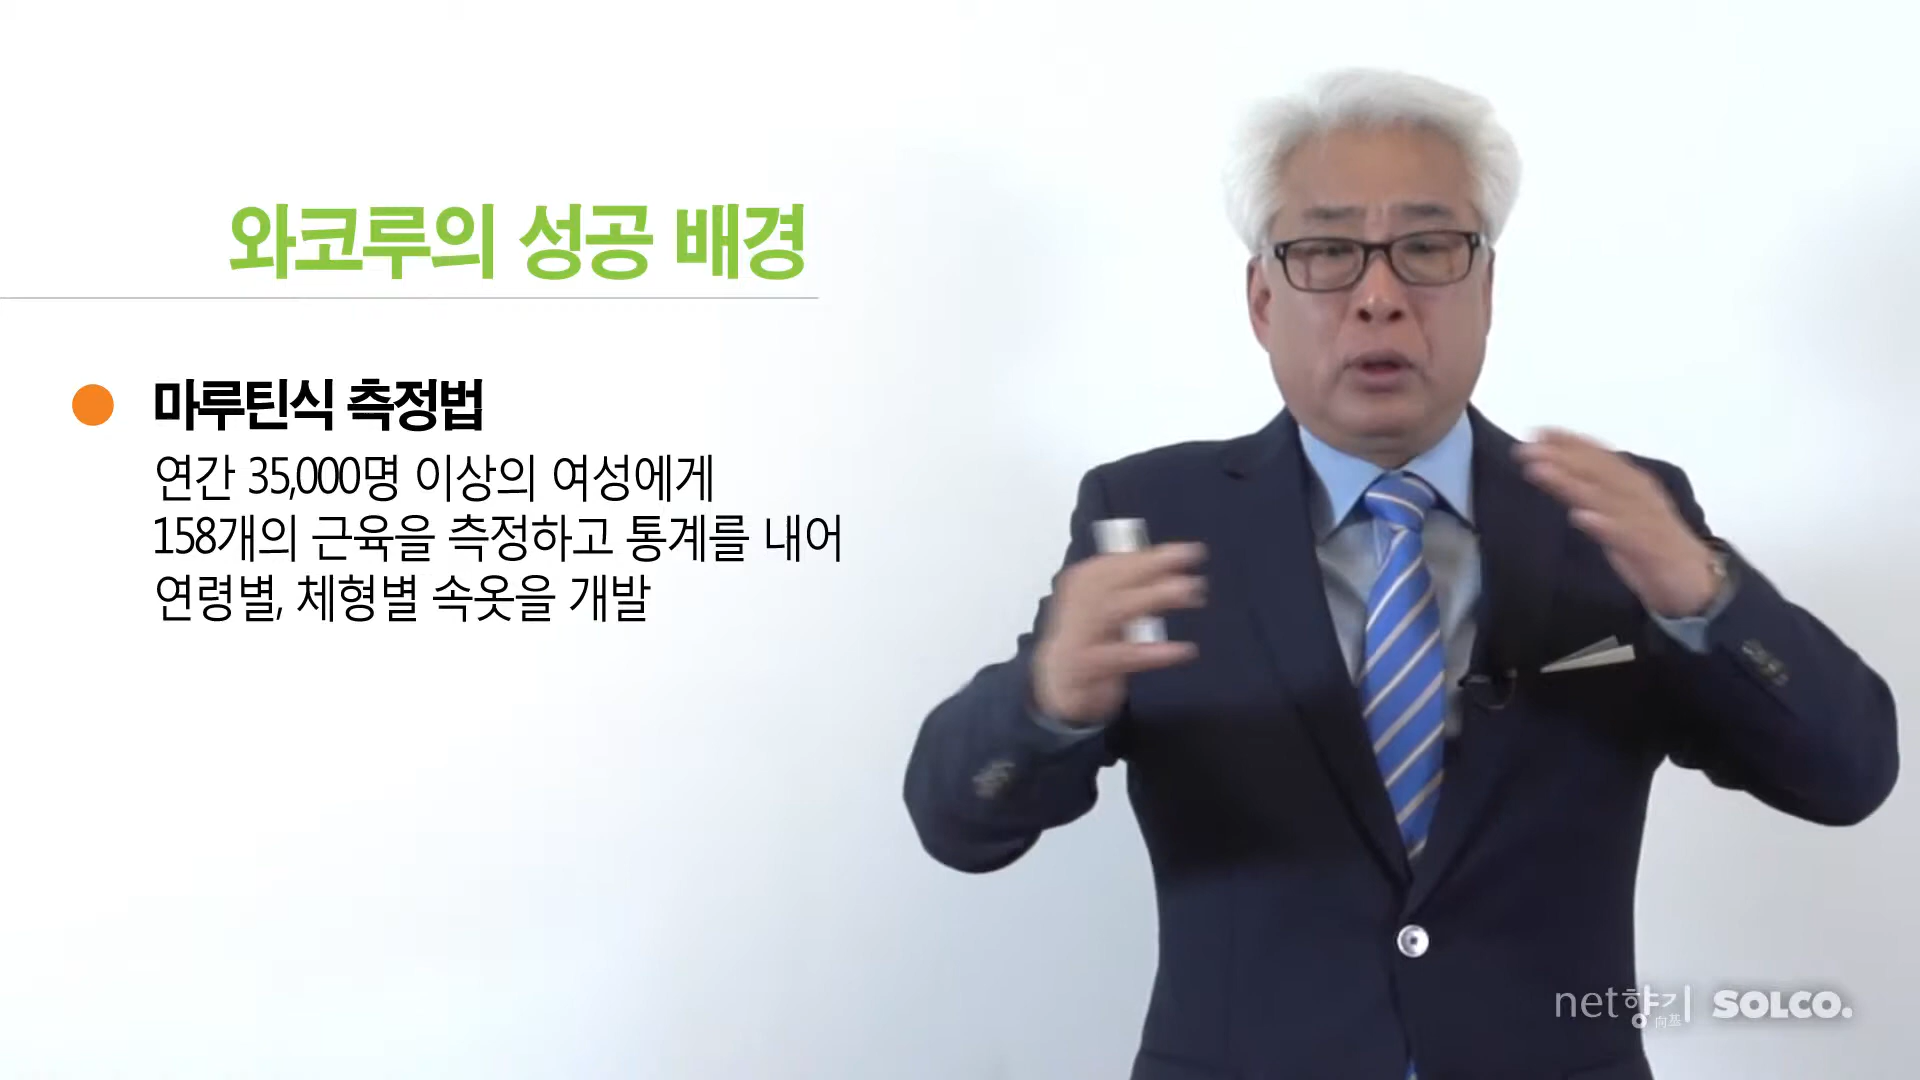 와코루의 성공 배경
마루틴식 측정법
연간 35,000명 이상의 여성에게
158개의 근육을 측정하고 통계를 내어
연령별, 체형별 속옷을 개발
net향기 SOLCO.